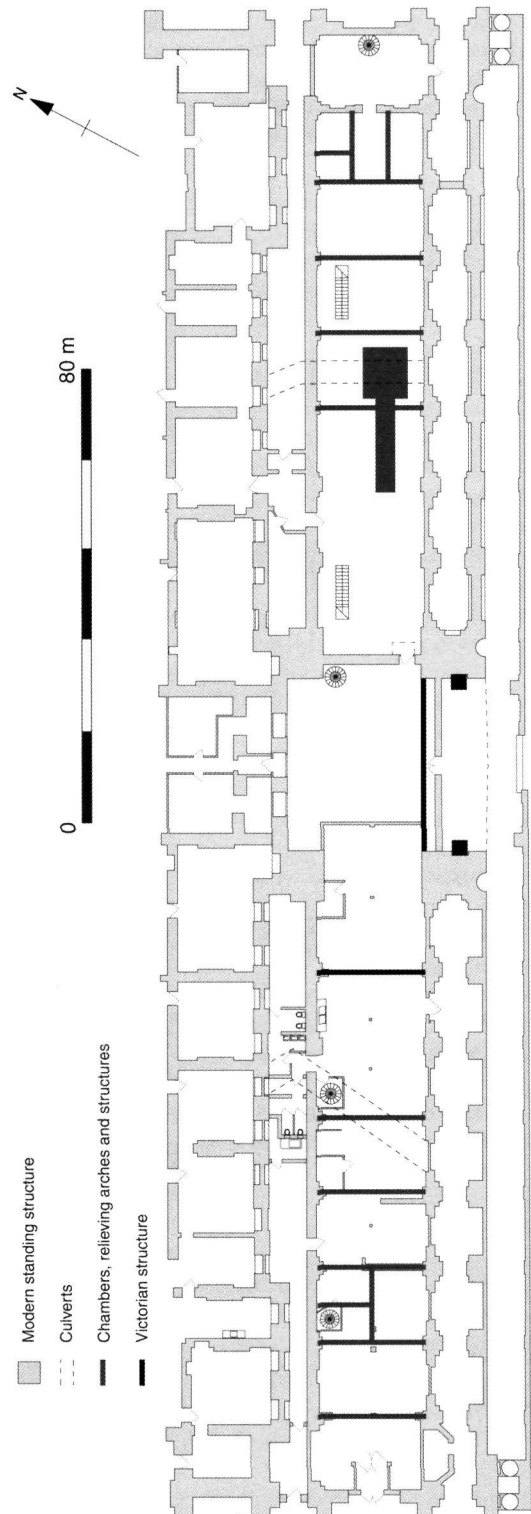 N
0
80 m
Modern standing structure
Culverts
Chambers, relieving arches and structures
Victorian structure